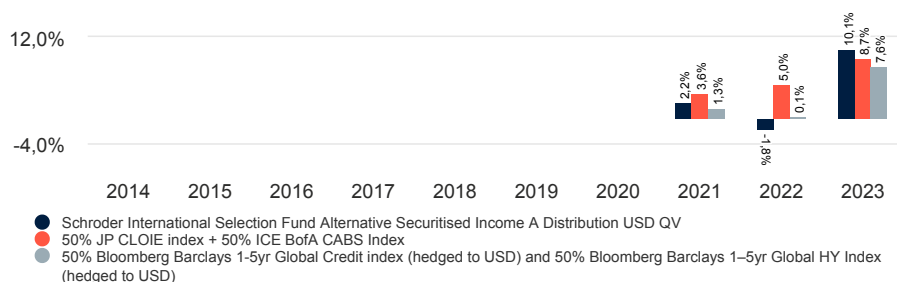 12,0%
-4,0%
2,2%
3,6%
1,3%
-1,8%
5,0%
0,1%
10,1%
8,7%
7,6%
2014 2015 2016 2017 2018 2019 2020 2021 2022 2023
Schroder International Selection Fund Alternative Securitised Income A Distribution USD QV
50% JP CLOIE index + 50% ICE BofA CABS Index
50% Bloomberg Barclays 1-5yr Global Credit index (hedged to USD) and 50% Bloomberg Barclays 1–5yr Global HY Index
(hedged to USD)